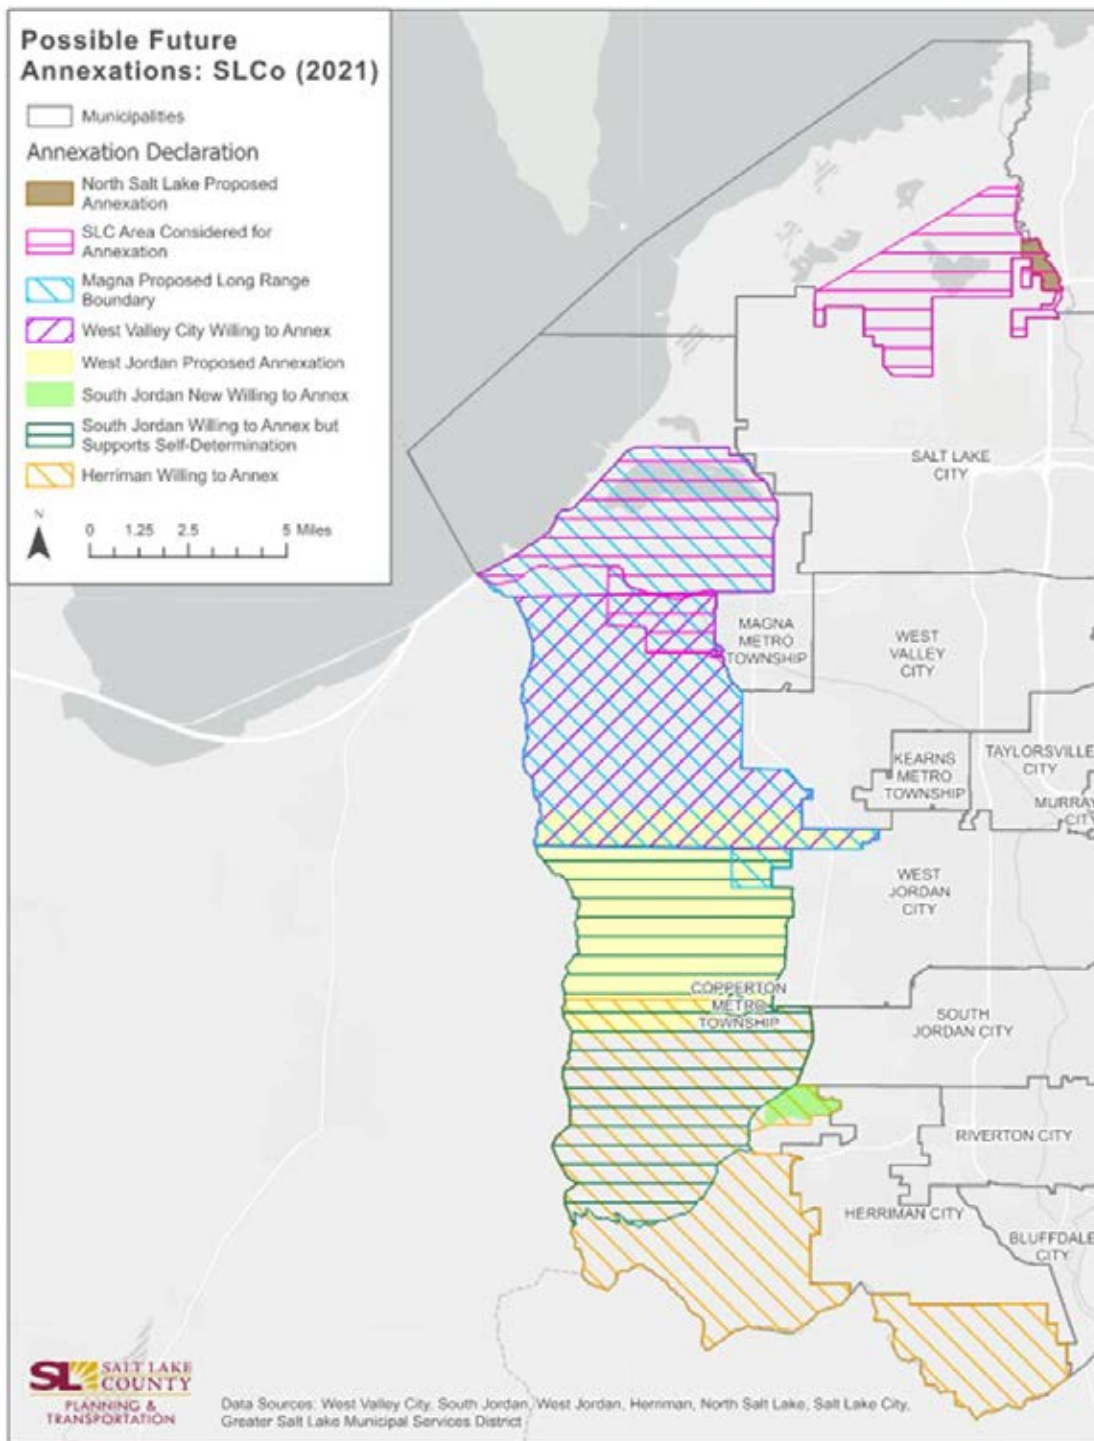 Possible Future
Annexations: SLCo (2021)
Municipalities
Annexation Declaration
North Salt Lake Proposed
Annexation
SLC Area Considered for
Annexation
Magna Proposed Long Range
Boundary
West Valley City Willing to Annex
West Jordan Proposed Annexation
South Jordan New Willing to Annex
South Jordan Willing to Annex but
Supports Self-Determination
Herriman Willing to Annex
N
0 1.25 2.5 5 Miles
SALT LAKE
CITY
MAGNA
METRO
TOWNSHIP
WEST
VALLEY
CITY
KEARNS
METRO
TOWNSHIP
TAYLORSVILLE
CITY
MURRAY
CITY
WEST
JORDAN
CITY
COPPERTON
METRO
TOWNSHIP
SOUTH
JORDAN CITY
RIVERTON CITY
HERRIMAN CITY
BLUFFDALE
CITY
SL SALT LAKE
COUNTY
PLANNING &
TRANSPORTATION
Data Sources: West Valley City, South Jordan, West Jordan, Herriman, North Salt Lake, Salt Lake City,
Greater Salt Lake Municipal Services District